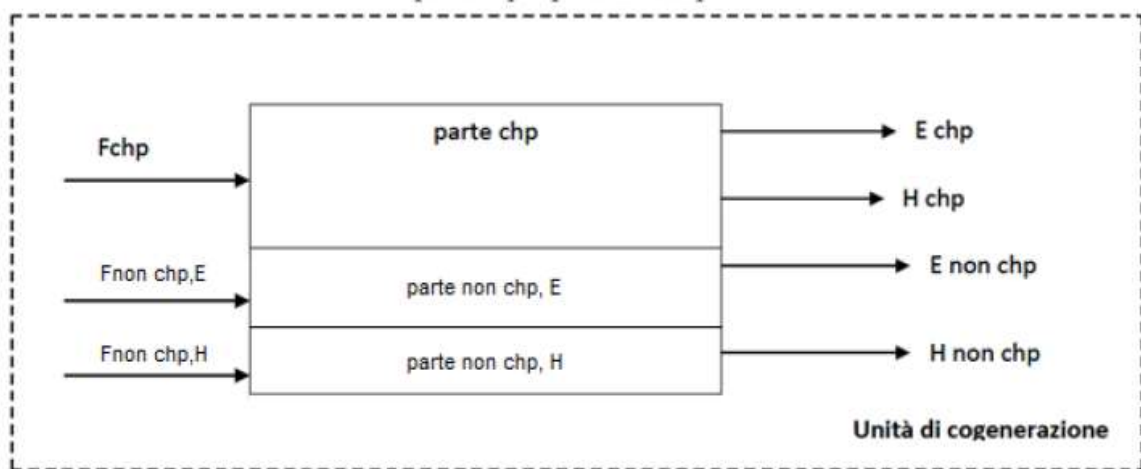 Fchp
parte chp
E chp
H chp
Fnon chp,E
parte non chp, E
E non chp
Fnon chp,H
parte non chp, H
H non chp
Unità di cogenerazione